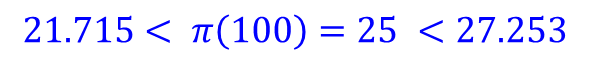 21.715 < π(100) = 25 < 27.253